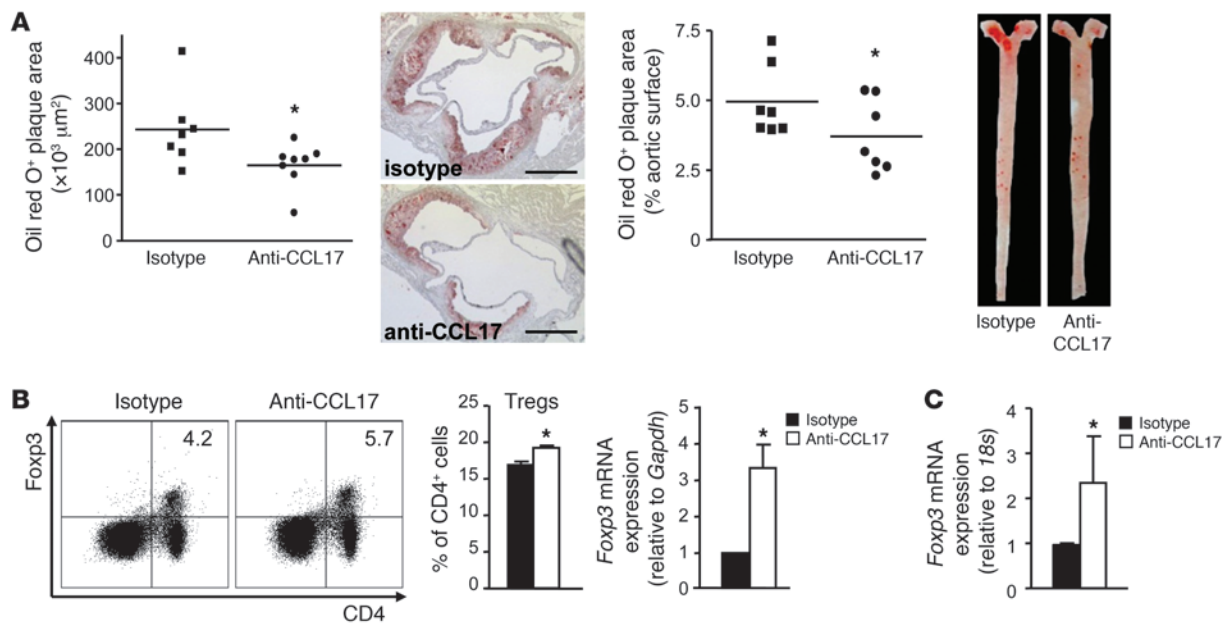 A
Oil red O⁺ plaque area
(×10³ µm²)
400
300
200
100
0
*
Isotype
Anti-CCL17
isotype
anti-CCL17
Oil red O⁺ plaque area
(% aortic surface)
7.5
5.0
2.5
0
*
Isotype
Anti-CCL17
Isotype
Anti-
CCL17
B
Isotype
Anti-CCL17
Foxp3
4.2
5.7
CD4
Tregs
% of CD4⁺ cells
25
20
15
10
5
0
*
Foxp3 mRNA
expression
(relative to Gapdh)
5
4
3
2
1
0
*
Isotype
Anti-CCL17
C
Foxp3 mRNA
expression
(relative to 18s)
4
3
2
1
0
*
Isotype
Anti-CCL17